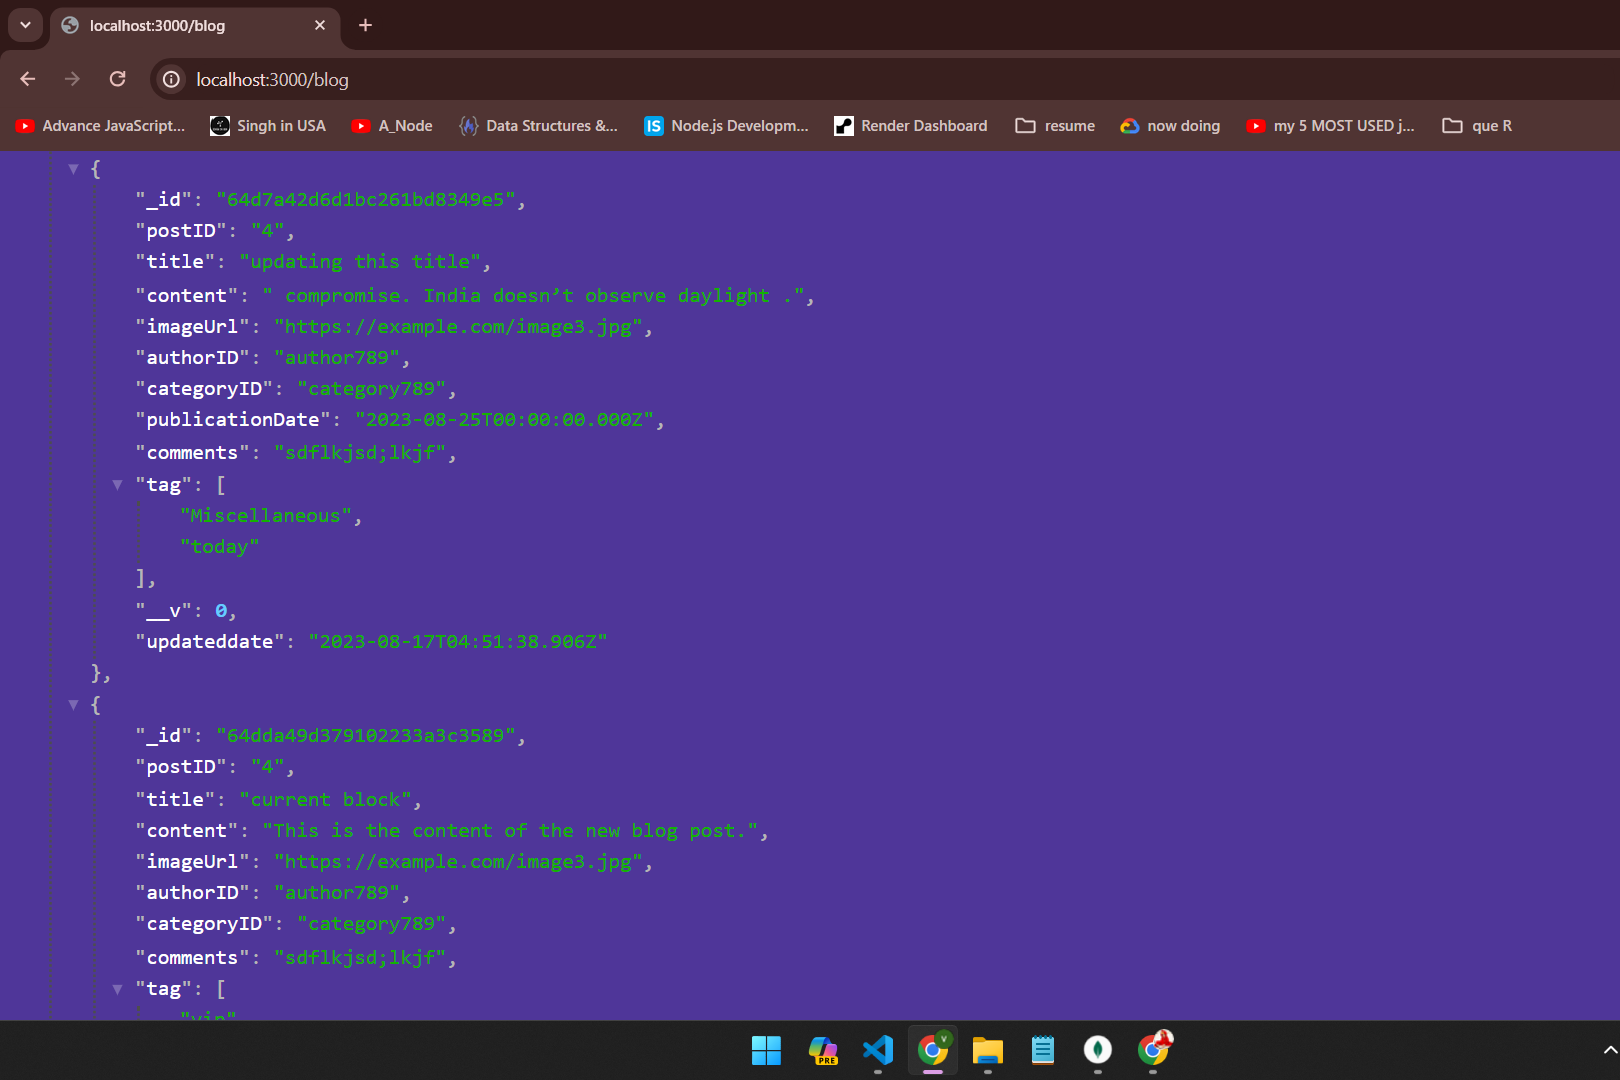 localhost:3000/blog
localhost:3000/blog
Advance JavaScript... Singh in USA A_Node Data Structures &... IS Node.js Developm... Render Dashboard resume now doing my 5 MOST USED j... que R
{
"_id": "64d7a42d6d1bc261bd8349e5",
"postID": "4",
"title": "updating this title",
"content": " compromise. India doesn’t observe daylight .",
"imageUrl": "https://example.com/image3.jpg",
"authorID": "author789",
"categoryID": "category789",
"publicationDate": "2023-08-25T00:00:00.000Z",
"comments": "sdflkjsd;lkjf",
"tag": [
"Miscellaneous",
"today"
],
"__v": 0,
"updateddate": "2023-08-17T04:51:38.906Z"
},
{
"_id": "64dda49d379102233a3c3589",
"postID": "4",
"title": "current block",
"content": "This is the content of the new blog post.",
"imageUrl": "https://example.com/image3.jpg",
"authorID": "author789",
"categoryID": "category789",
"comments": "sdflkjsd;lkjf",
"tag": [
PRE V